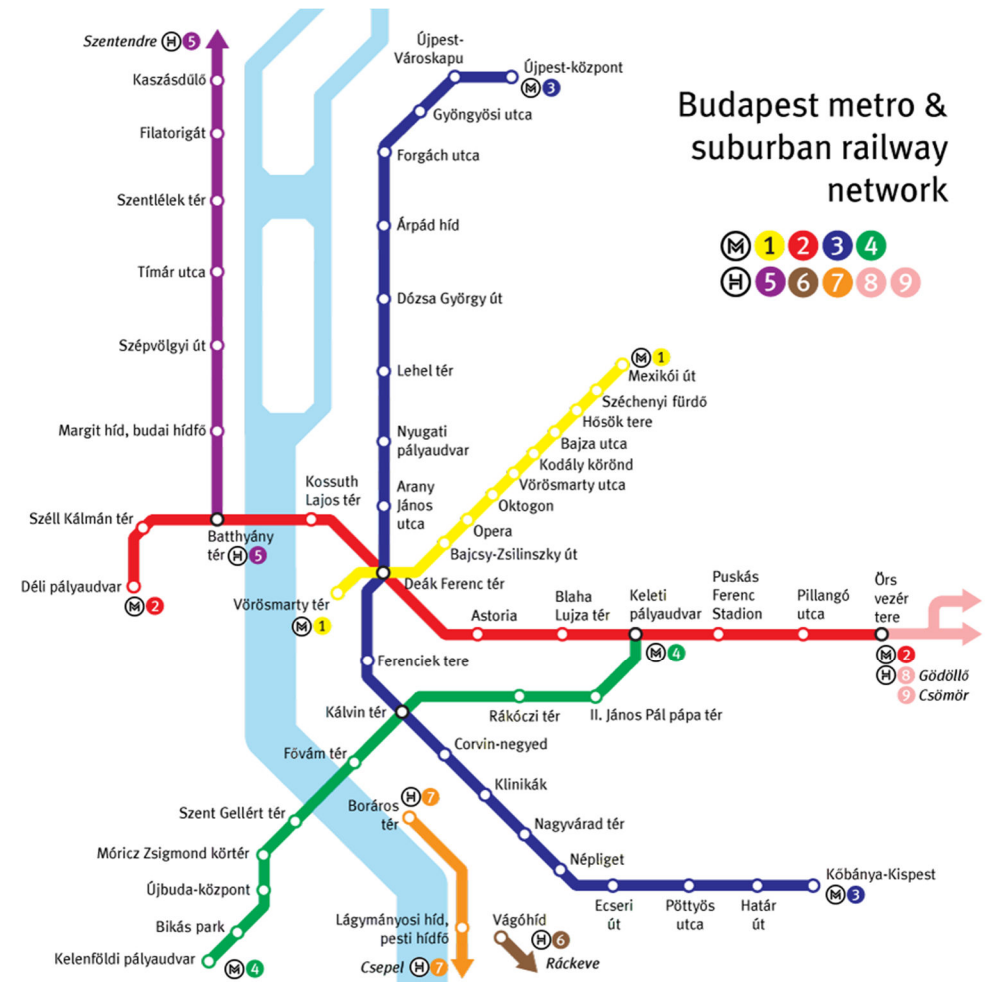 Szentendre H 5
Kaszásdűlő
Filatorigát
Szentlélek tér
Tímár utca
Szépvölgyi út
Margit híd, budai hídfő
Újpest-
Városkapu
Újpest-központ
M 3
Gyöngyösi utca
Forgách utca
Árpád híd
Dózsa György út
Lehel tér
Nyugati
pályaudvar
Arany
János
utca
Budapest metro &
suburban railway
network
M 1 2 3 4
H 5 6 7 8 9
M 1
Mexikói út
Széchenyi fürdő
Hősök tere
Bajza utca
Kodály körönd
Vörösmarty utca
Oktogon
Opera
Bajcsy-Zsilinszky út
Deák Ferenc tér
Vörösmarty tér
M 1
Kossuth
Lajos tér
Széll Kálmán tér
Batthyány
tér H 5
Déli pályaudvar
M 2
Astoria
Blaha
Lujza tér
Keleti
pályaudvar
M 4
Puskás
Ferenc
Stadion
Pillangó
utca
Örs
vezér
tere
M 2
H 8 Gödöllő
9 Csömör
Ferenciek tere
Kálvin tér
Rákóczi tér
II. János Pál pápa tér
Fővám tér
Corvin-negyed
Klinikák
Nagyvárad tér
Népliget
Ecseri
út
Pöttyös
utca
Határ
út
Kőbánya-Kispest
M 3
Szent Gellért tér
Móricz Zsigmond körtér
Újbuda-központ
Bikás park
Kelenföldi pályaudvar
M 4
H 7
Boráros
tér
Lágymányosi híd,
pesti hídfő
Csepel H 7
Vágóhíd
H 6
Ráckeve